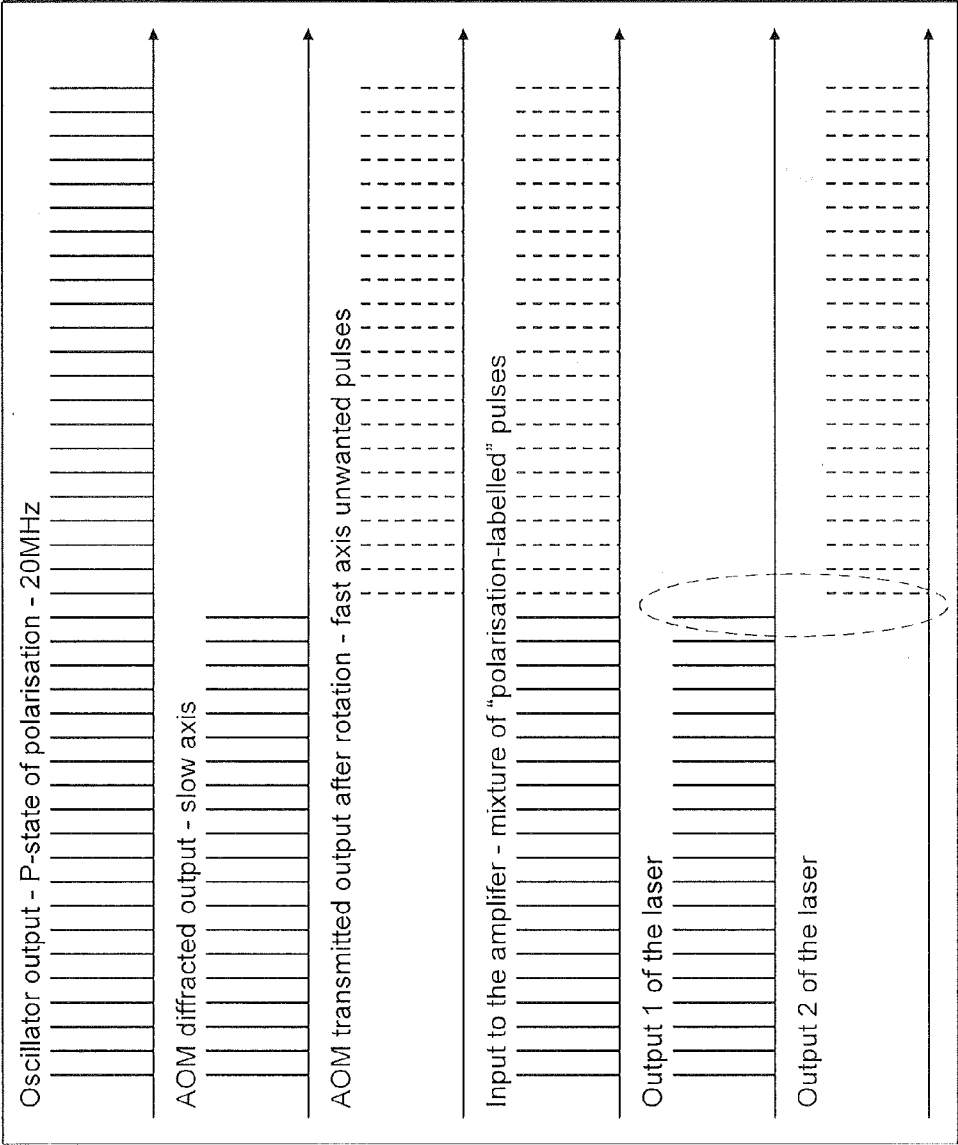 Oscillator output - P-state of polarisation - 20MHz
AOM diffracted output - slow axis
AOM transmitted output after rotation - fast axis unwanted pulses
Input to the amplifer - mixture of “polarisation-labelled” pulses
Output 1 of the laser
Output 2 of the laser